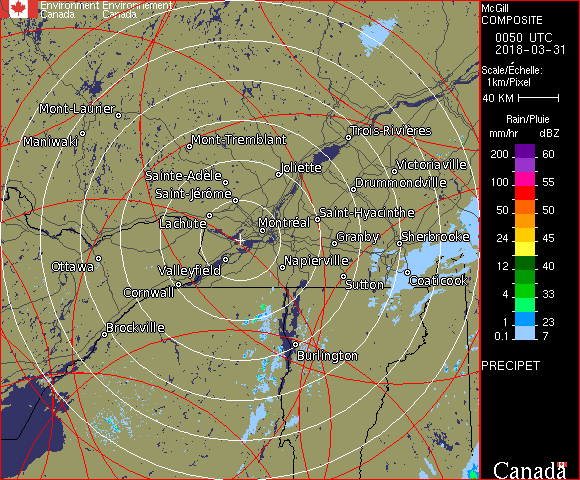 Environment Environnement
Canada Canada
McGill
COMPOSITE
0050 UTC
2018-03-31
Scale/Échelle:
1km/Pixel
40 KM
Rain/Pluie
mm/hr dBZ
200 60
150 57
100 55
50 50
24 45
12 40
4 33
1 23
0.1 7
PRECIPET
Canada
Mont-Laurier
Maniwaki
Mont-Tremblant
Trois-Rivières
Sainte-Adèle
Joliette
Victoriaville
Saint-Jérôme
Drummondville
Lachute
Montréal
Saint-Hyacinthe
Granby
Sherbrooke
Ottawa
Valleyfield
Napierville
Cornwall
Sutton
Coaticook
Brockville
Burlington